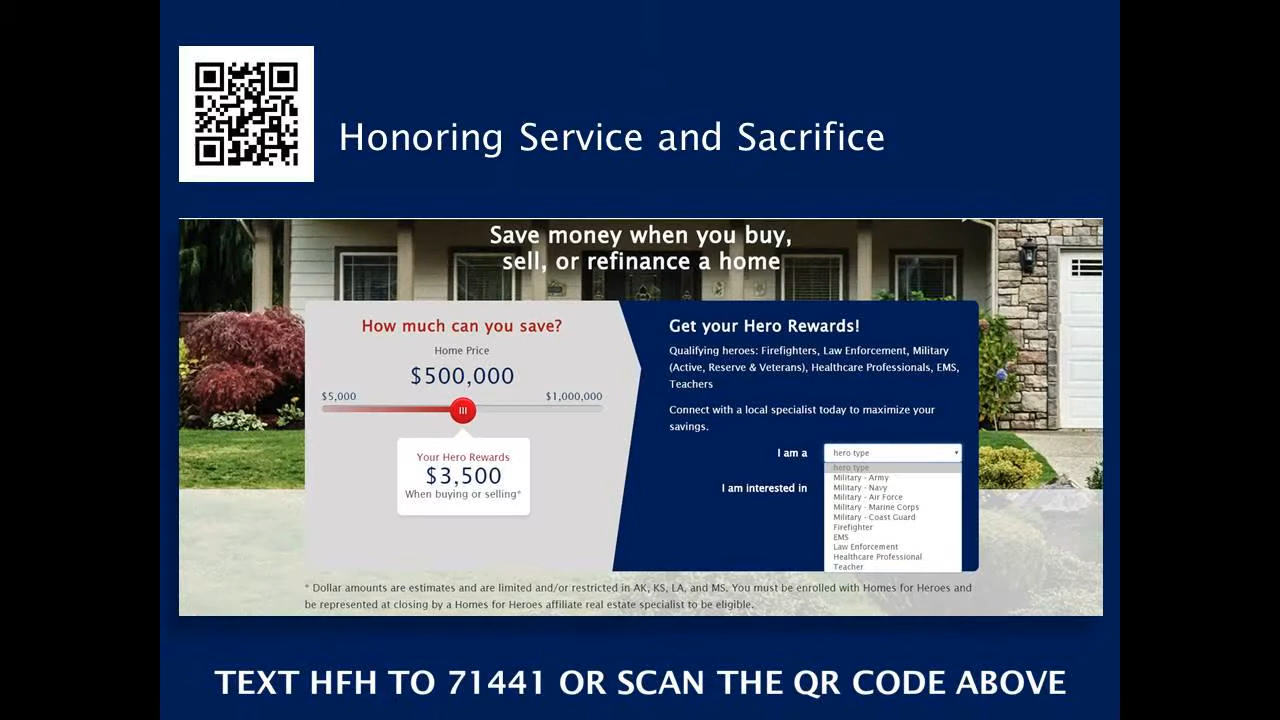 Honoring Service and Sacrifice
Save money when you buy,
sell, or refinance a home
How much can you save?
Home Price
$500,000
$5,000
$1,000,000
Your Hero Rewards
$3,500
When buying or selling*
Get your Hero Rewards!
Qualifying heroes: Firefighters, Law Enforcement, Military
(Active, Reserve & Veterans), Healthcare Professionals, EMS,
Teachers
Connect with a local specialist today to maximize your
savings.
I am a
hero type
hero type
Military - Army
Military - Navy
Military - Air Force
Military - Marine Corps
Military - Coast Guard
Firefighter
EMS
Law Enforcement
Healthcare Professional
Teacher
I am interested in
* Dollar amounts are estimates and are limited and/or restricted in AK, KS, LA, and MS. You must be enrolled with Homes for Heroes and
be represented at closing by a Homes for Heroes affiliate real estate specialist to be eligible.
TEXT HFH TO 71441 OR SCAN THE QR CODE ABOVE